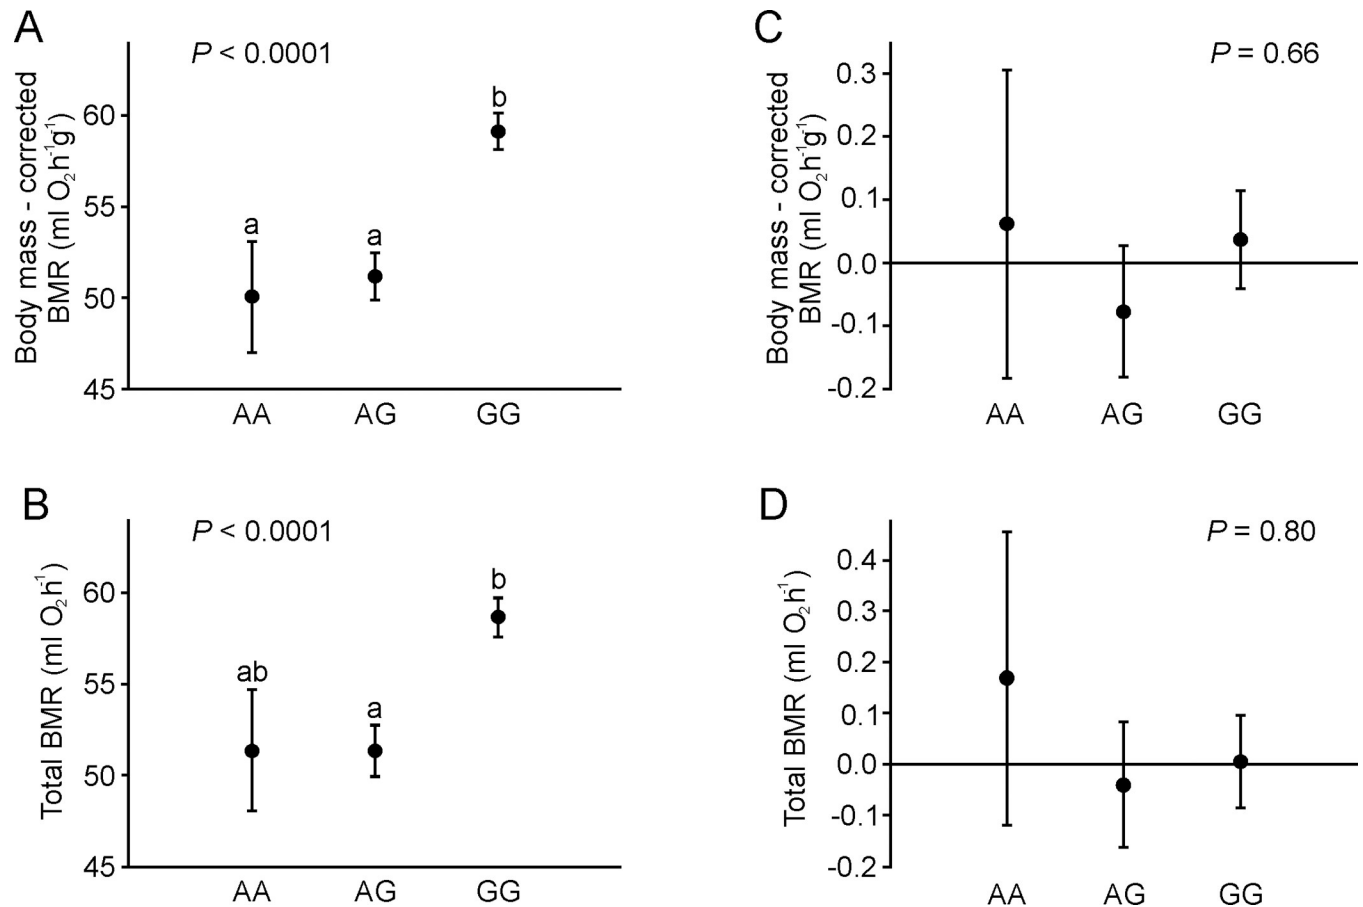 A
P < 0.0001
Body mass - corrected
BMR (ml O₂h⁻¹g⁻¹)
60
55
50
45
a
a
b
AA AG GG
C
P = 0.66
Body mass - corrected
BMR (ml O₂h⁻¹g⁻¹)
0.3
0.2
0.1
0.0
-0.1
-0.2
AA AG GG
B
P < 0.0001
Total BMR (ml O₂h⁻¹)
60
55
50
45
ab
a
b
AA AG GG
D
P = 0.80
Total BMR (ml O₂h⁻¹)
0.4
0.3
0.2
0.1
0.0
-0.1
-0.2
AA AG GG